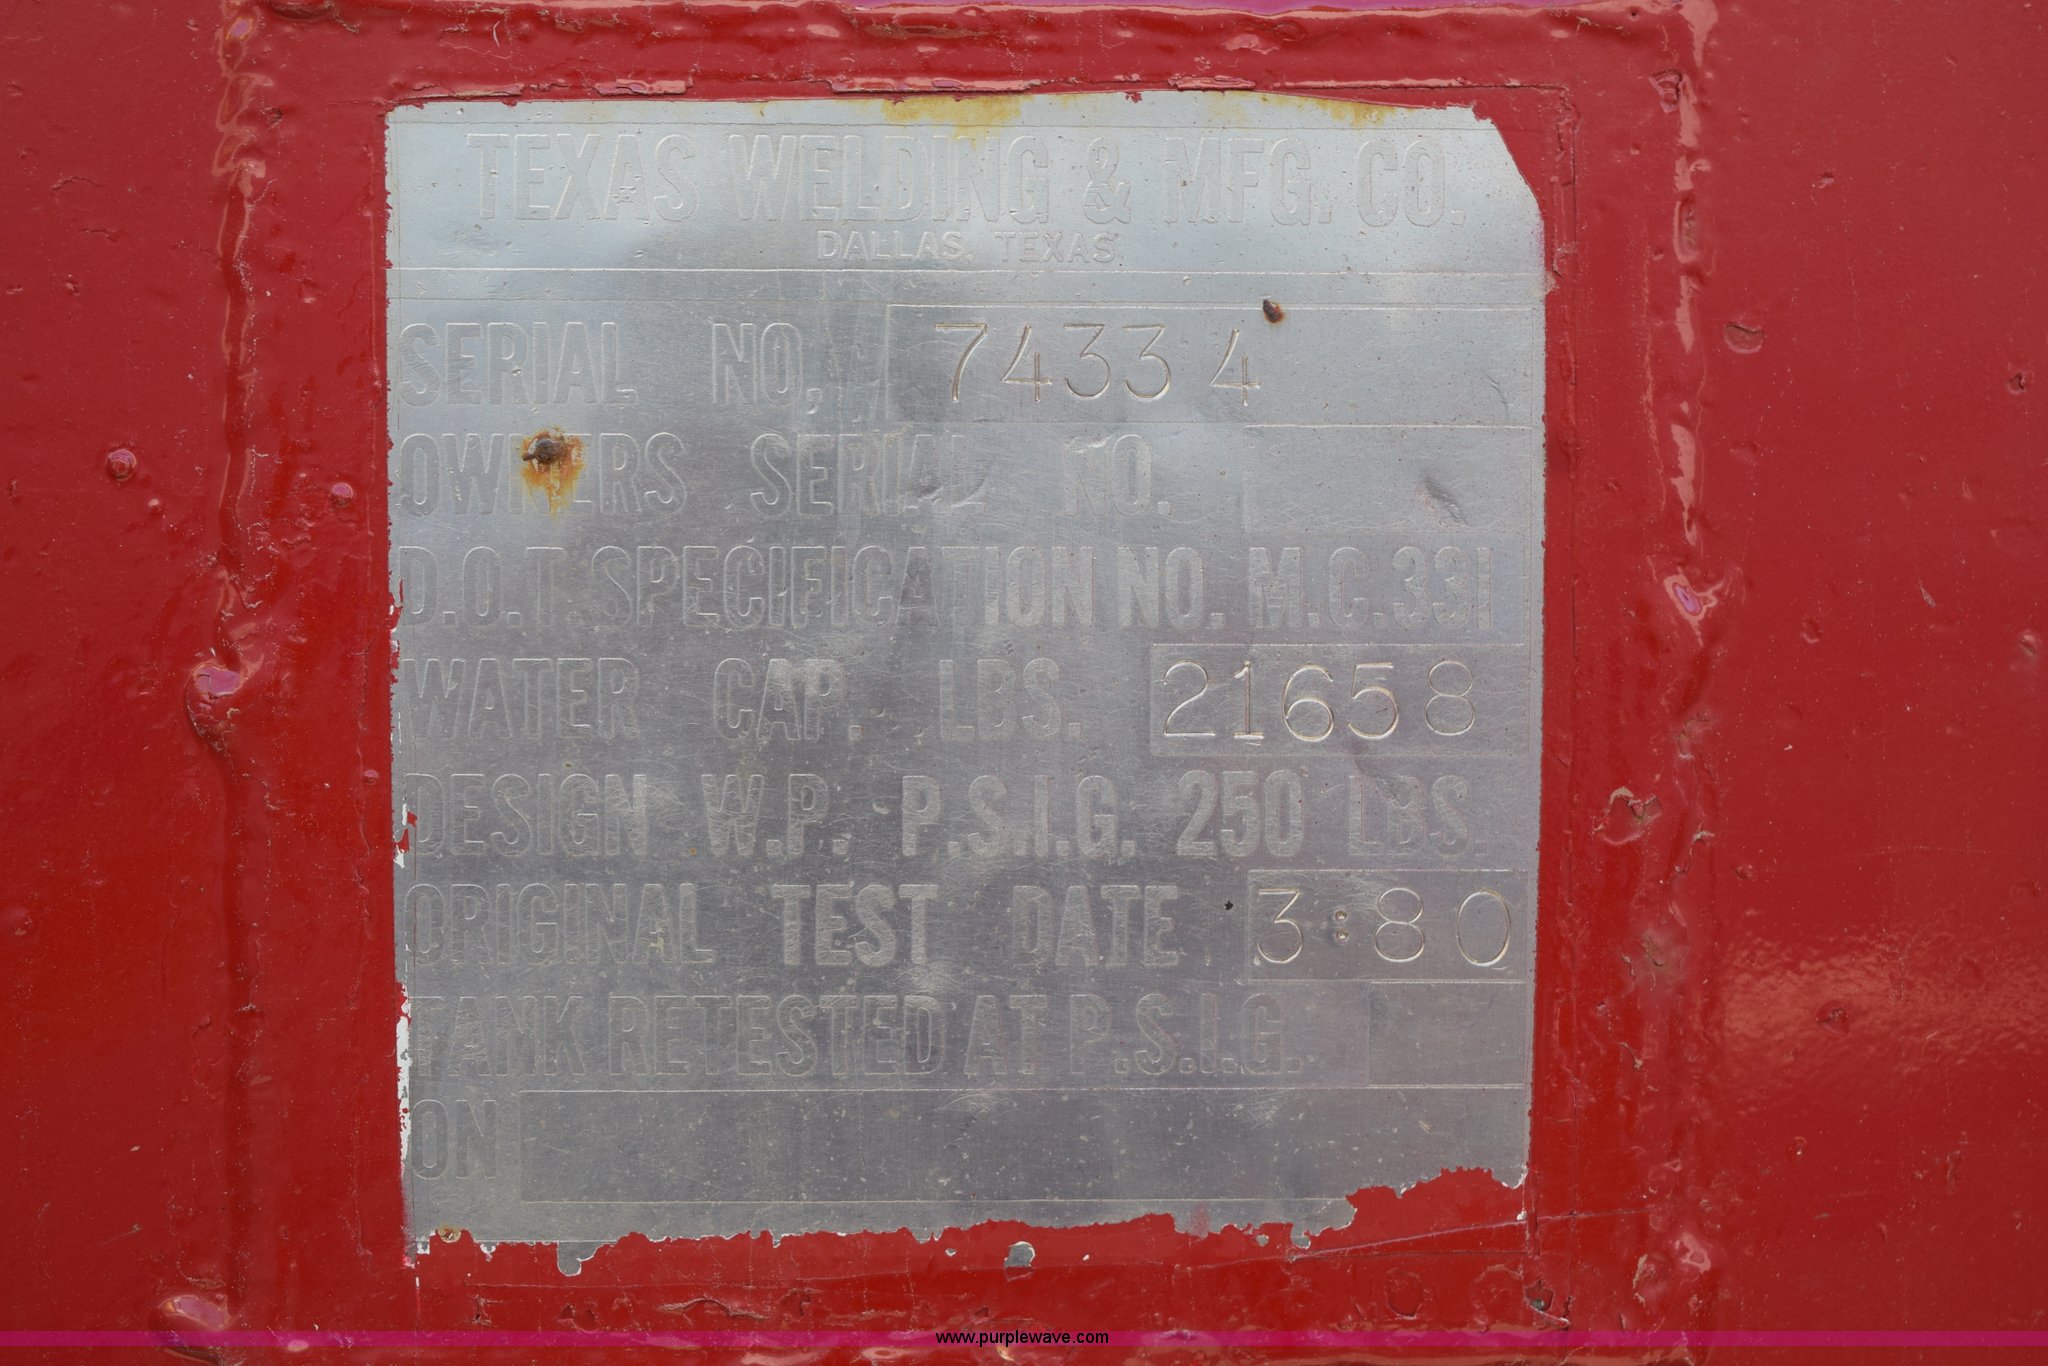 TEXAS WELDING & MFG. CO.
DALLAS, TEXAS
SERIAL NO, 74334
OWNERS SERIAL NO.
D.O.T. SPECIFICATION NO. M.C.331
WATER CAP. LBS. 21658
DESIGN W.P. P.S.I.G. 250 LBS.
ORIGINAL TEST DATE 3:80
TANK RETESTED AT P.S.I.G.
ON
www.purplewave.com